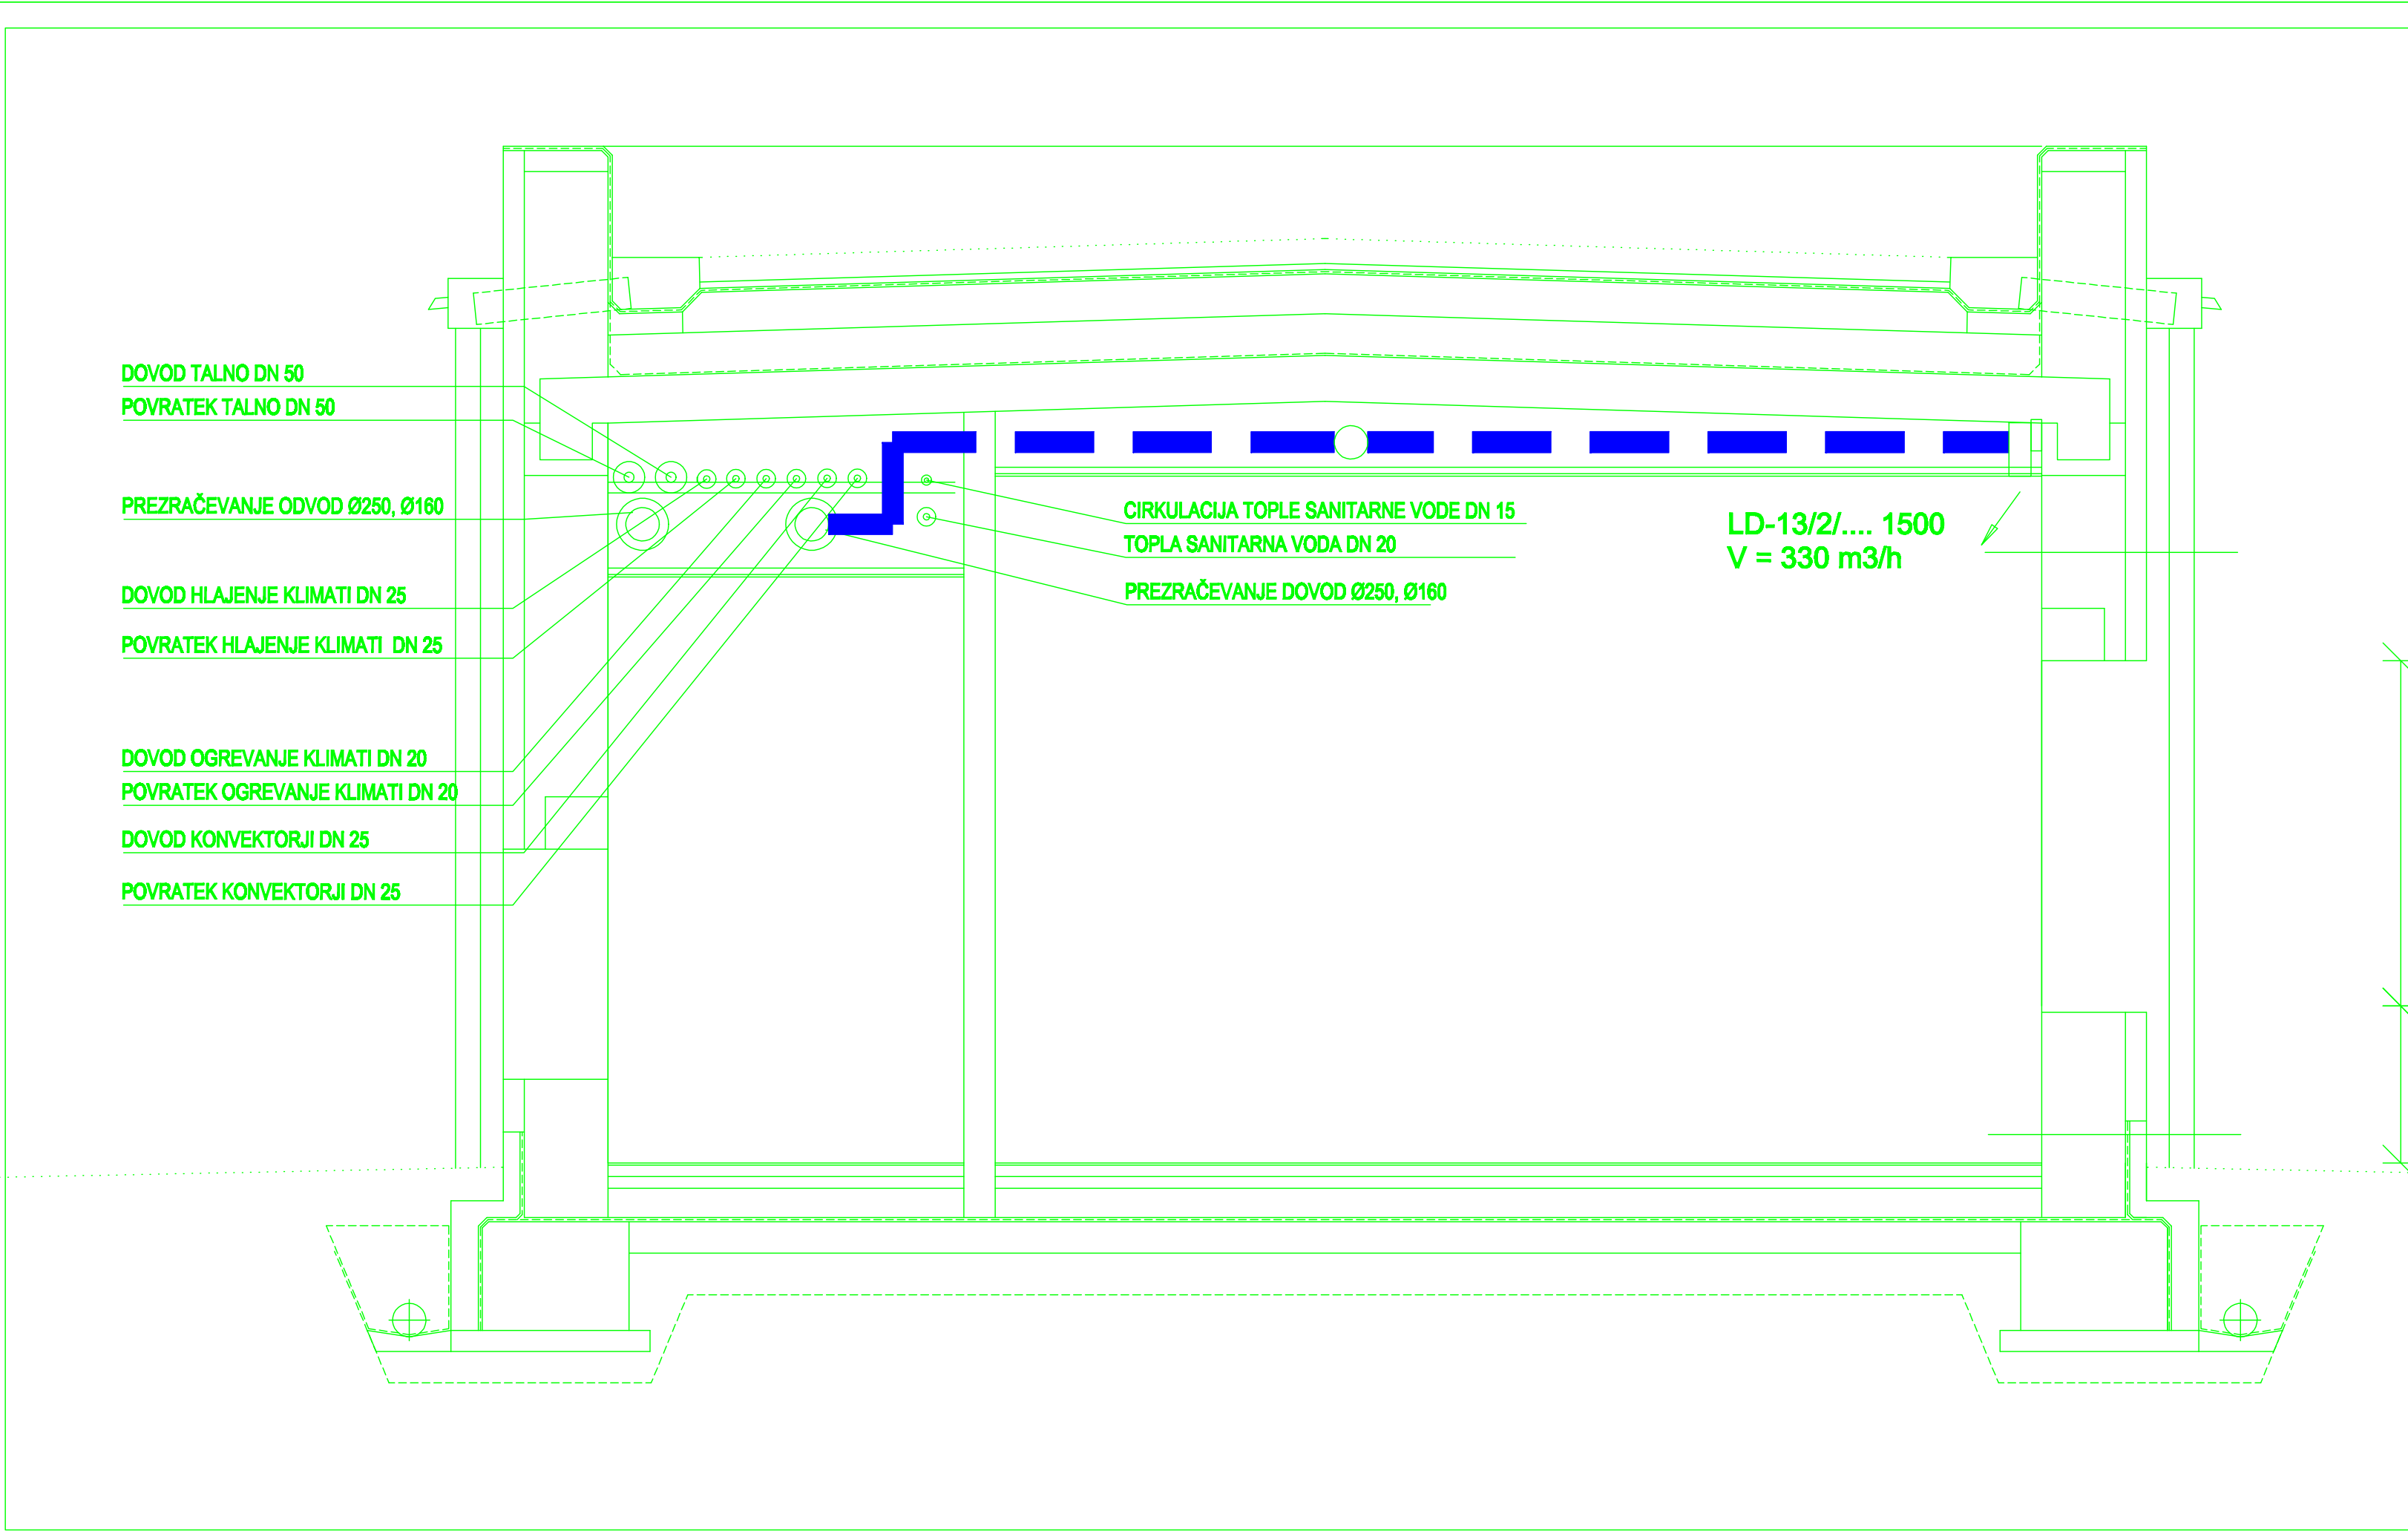 DOVOD TALNO DN 50
POVRATEK TALNO DN 50
PREZRAČEVANJE ODVOD Ø250, Ø160
DOVOD HLAJENJE KLIMATI DN 25
POVRATEK HLAJENJE KLIMATI  DN 25
DOVOD OGREVANJE KLIMATI DN 20
POVRATEK OGREVANJE KLIMATI DN 20
DOVOD KONVEKTORJI DN 25
POVRATEK KONVEKTORJI DN 25
CIRKULACIJA TOPLE SANITARNE VODE DN 15
TOPLA SANITARNA VODA DN 20
PREZRAČEVANJE DOVOD Ø250, Ø160
LD-13/2/.... 1500
V = 330 m3/h